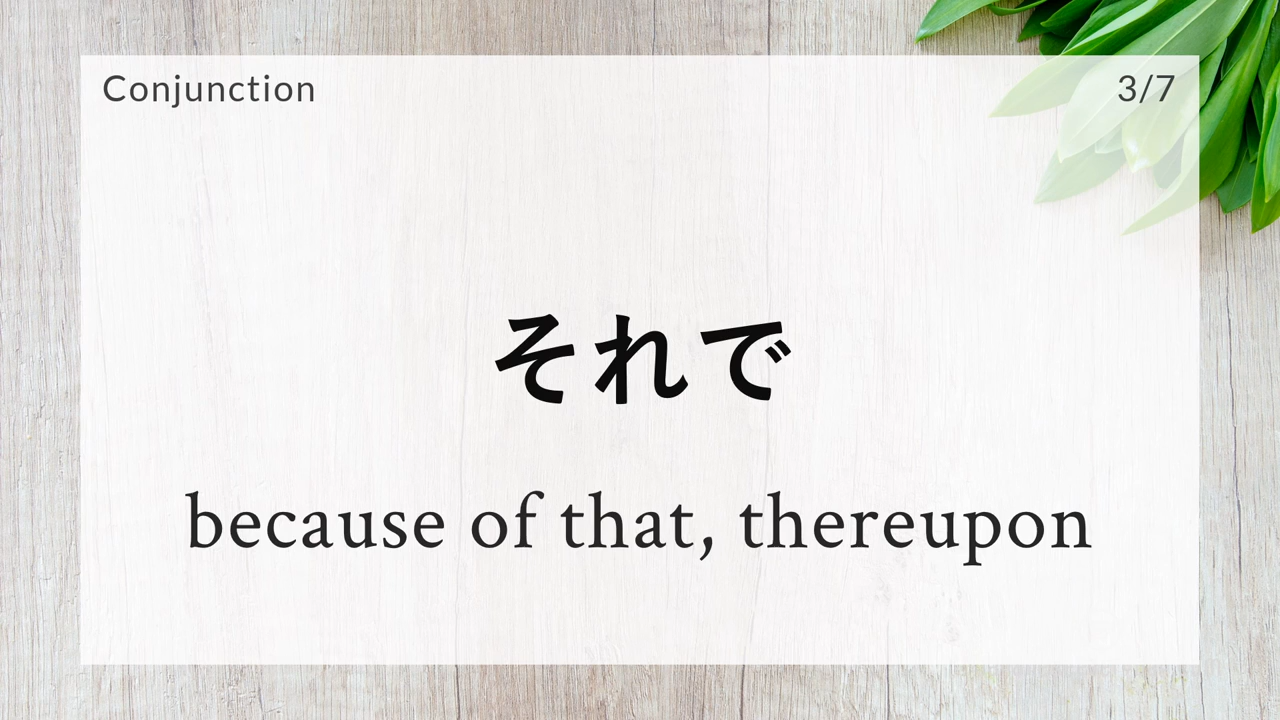 Conjunction
3/7
それで
because of that, thereupon